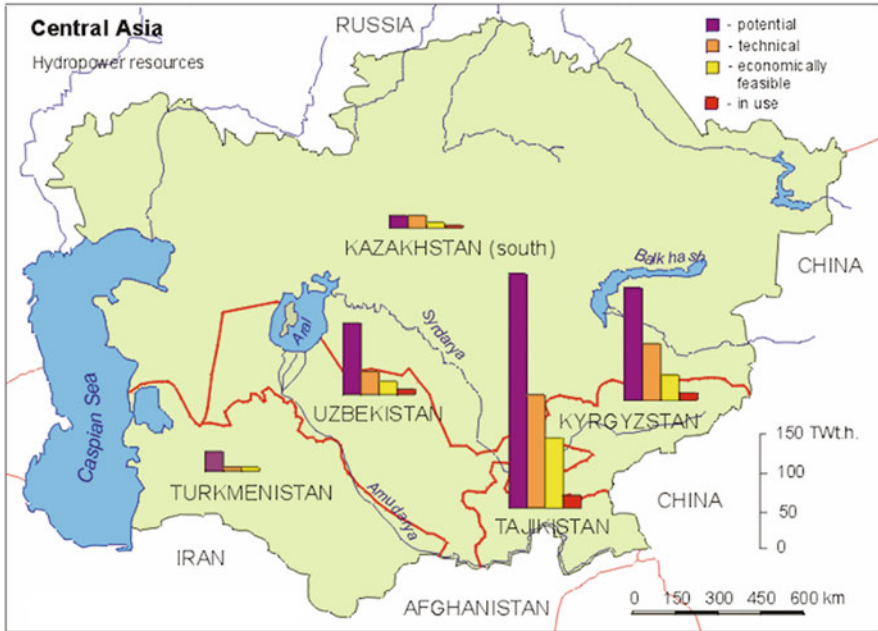 Central Asia
Hydropower resources
RUSSIA
- potential
- technical
- economically
feasible
- in use
KAZAKHSTAN (south)
Balkhash
CHINA
Aral
Syrdarya
Caspian Sea
UZBEKISTAN
KYRGYZSTAN
TURKMENISTAN
Amudarya
TAJIKISTAN
150 TWt.h.
100
50
0
CHINA
IRAN
AFGHANISTAN
0 150 300 450 600 km